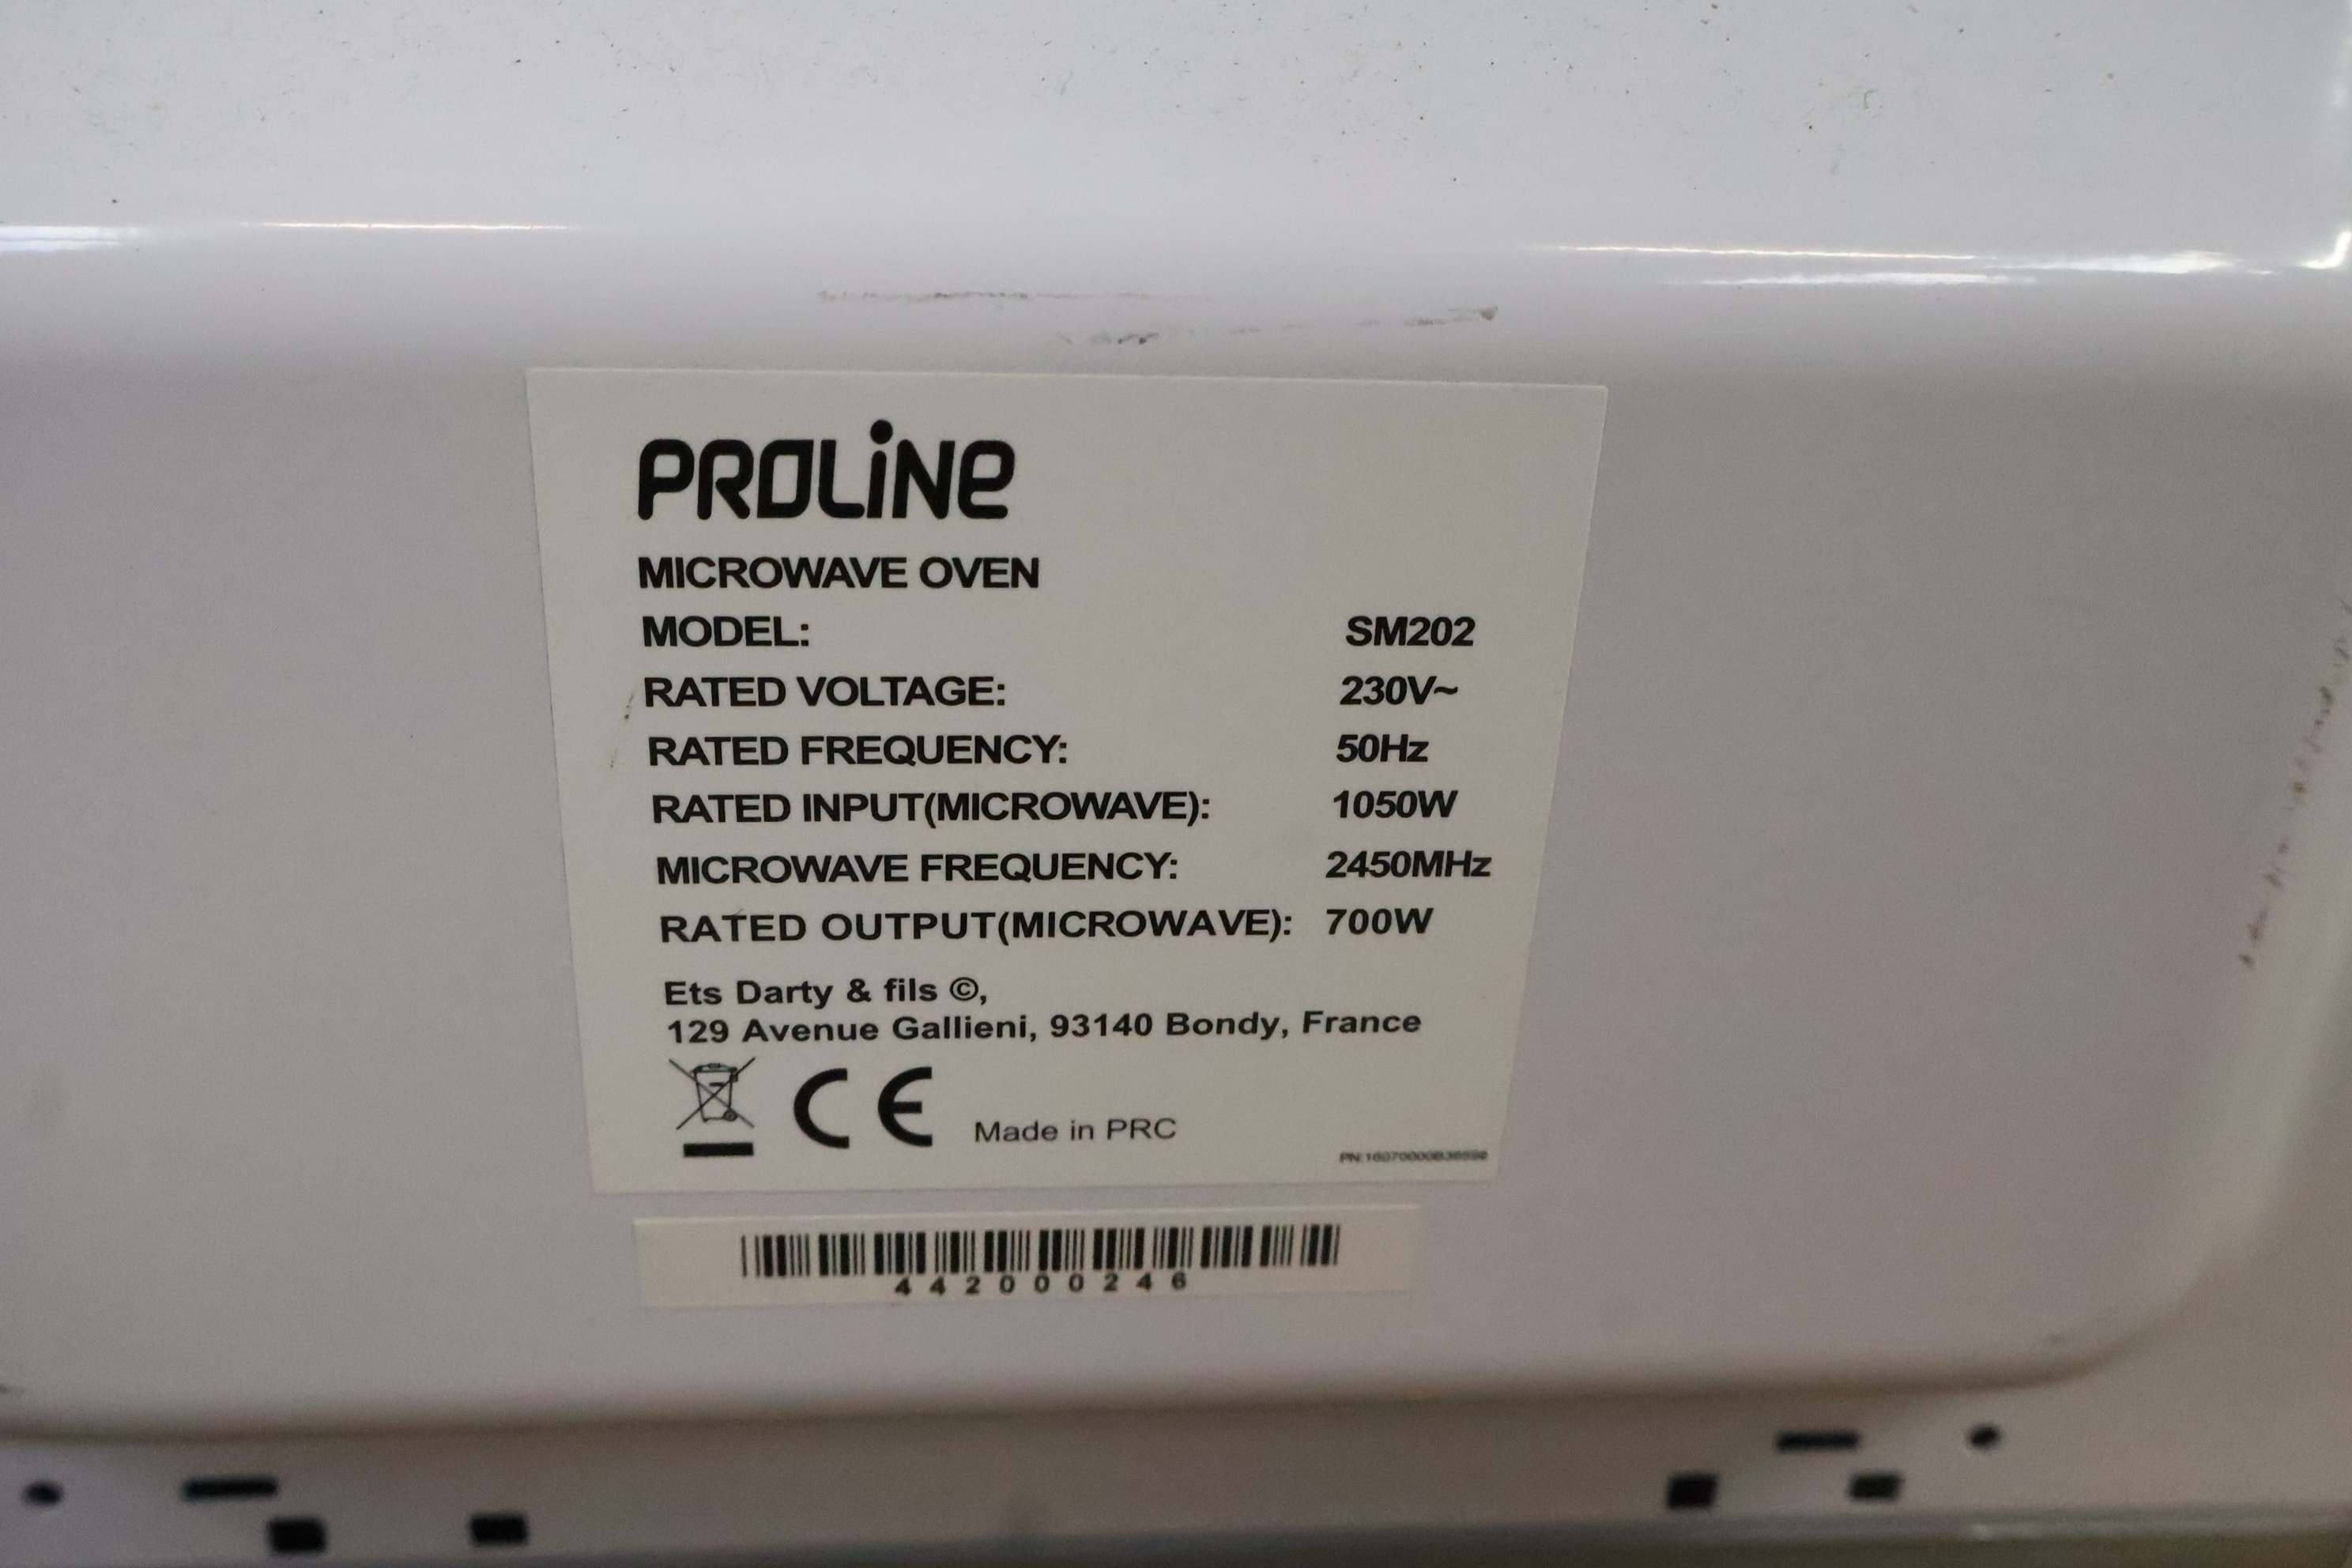 PROLiNe
MICROWAVE OVEN
MODEL: SM202
RATED VOLTAGE: 230V~
RATED FREQUENCY: 50Hz
RATED INPUT(MICROWAVE): 1050W
MICROWAVE FREQUENCY: 2450MHz
RATED OUTPUT(MICROWAVE): 700W
Ets Darty & fils ©,
129 Avenue Gallieni, 93140 Bondy, France
CE Made in PRC
442000246